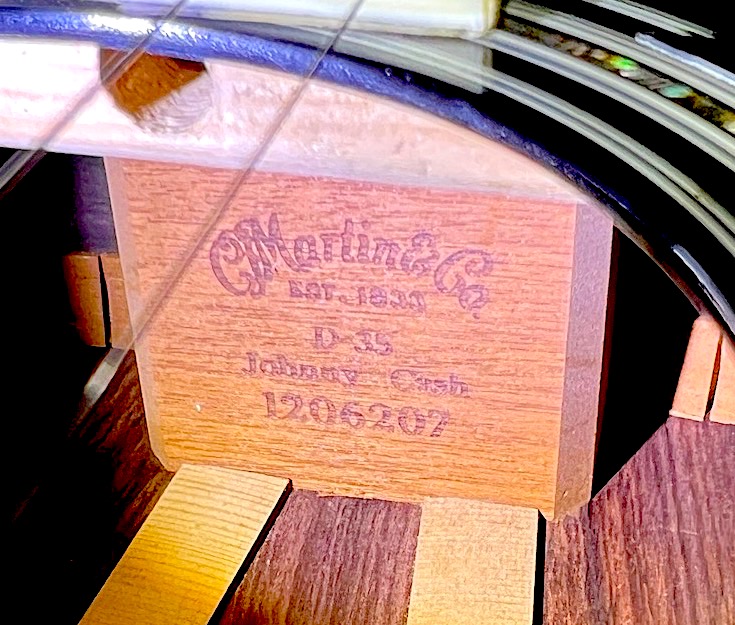 C.F. Martin & Co.
EST. 1833
D-35
Johnny Cash
1206207